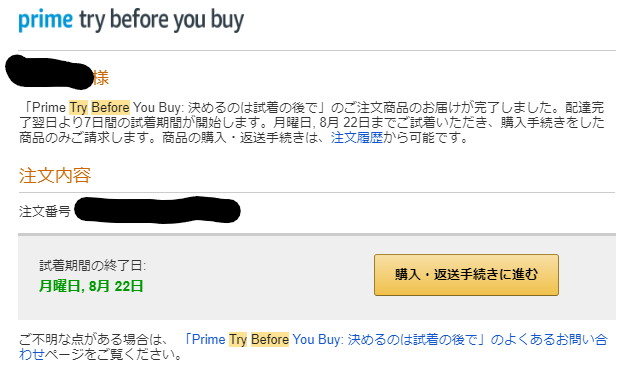 prime try before you buy
様
「Prime Try Before You Buy: 決めるのは試着の後で」のご注文商品のお届けが完了しました。配達完
了翌日より7日間の試着期間が開始します。月曜日, 8月 22日までご試着いただき、購入手続きをした
商品のみご請求します。商品の購入・返送手続きは、注文履歴から可能です。
注文内容
注文番号
試着期間の終了日:
月曜日, 8月 22日
購入・返送手続きに進む
ご不明な点がある場合は、 「Prime Try Before You Buy: 決めるのは試着の後で」のよくあるお問い合
わせページをご覧ください。